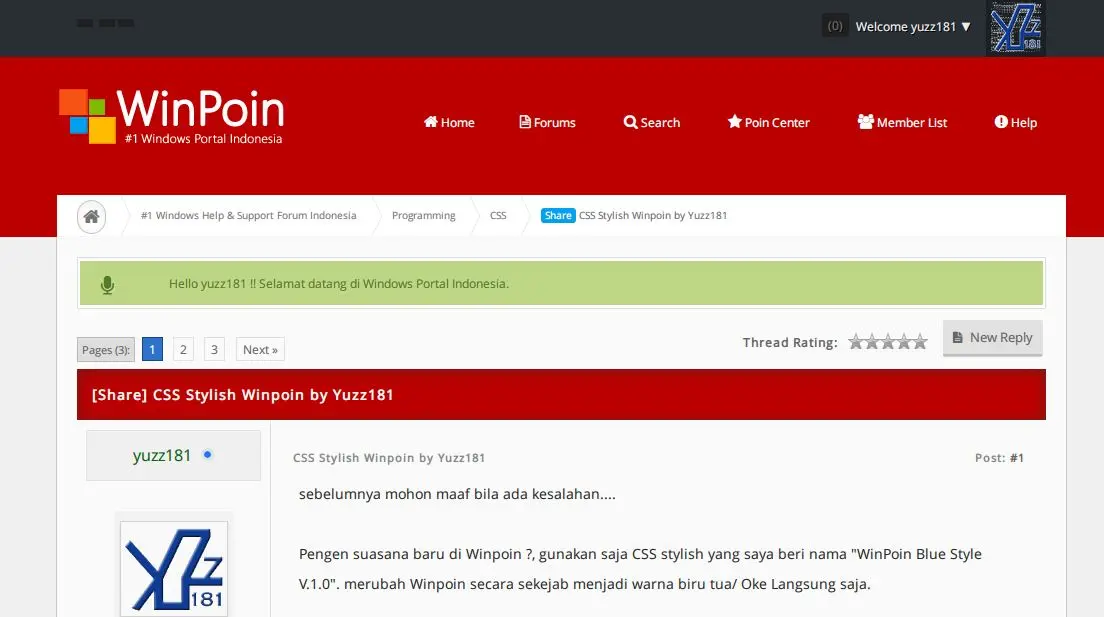 (0) Welcome yuzz181 ▼
YZz 181
WinPoin
#1 Windows Portal Indonesia
Home Forums Search Poin Center Member List Help
#1 Windows Help & Support Forum Indonesia Programming CSS Share CSS Stylish Winpoin by Yuzz181
Hello yuzz181 !! Selamat datang di Windows Portal Indonesia.
Pages (3): 1 2 3 Next »
Thread Rating: New Reply
[Share] CSS Stylish Winpoin by Yuzz181
yuzz181
CSS Stylish Winpoin by Yuzz181 Post: #1
sebelumnya mohon maaf bila ada kesalahan....
Pengen suasana baru di Winpoin ?, gunakan saja CSS stylish yang saya beri nama "WinPoin Blue Style
V.1.0". merubah Winpoin secara sekejab menjadi warna biru tua/ Oke Langsung saja.
YZz
181